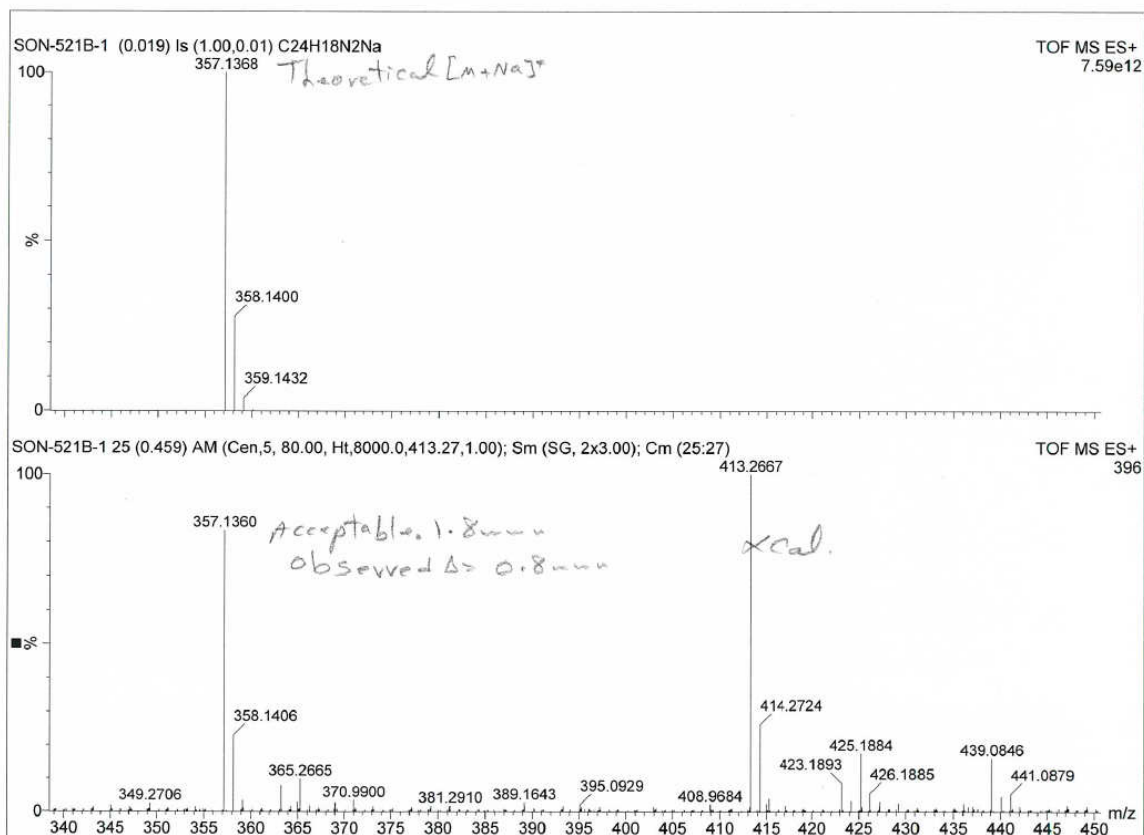 SON-521B-1 (0.019) Is (1.00,0.01) C24H18N2Na
TOF MS ES+
7.59e12
100
357.1368
Theoretical [M+Na]+
%
358.1400
359.1432
0
SON-521B-1 25 (0.459) AM (Cen,5, 80.00, Ht,8000.0,413.27,1.00); Sm (SG, 2x3.00); Cm (25:27)
TOF MS ES+
396
100
413.2667
357.1360
Acceptable. 1.8
observed Δ= 0.8
Cal.
%
358.1406
414.2724
365.2665
349.2706
370.9900
381.2910
389.1643
395.0929
408.9684
423.1893
425.1884
426.1885
439.0846
441.0879
0
340 345 350 355 360 365 370 375 380 385 390 395 400 405 410 415 420 425 430 435 440 445 450
m/z